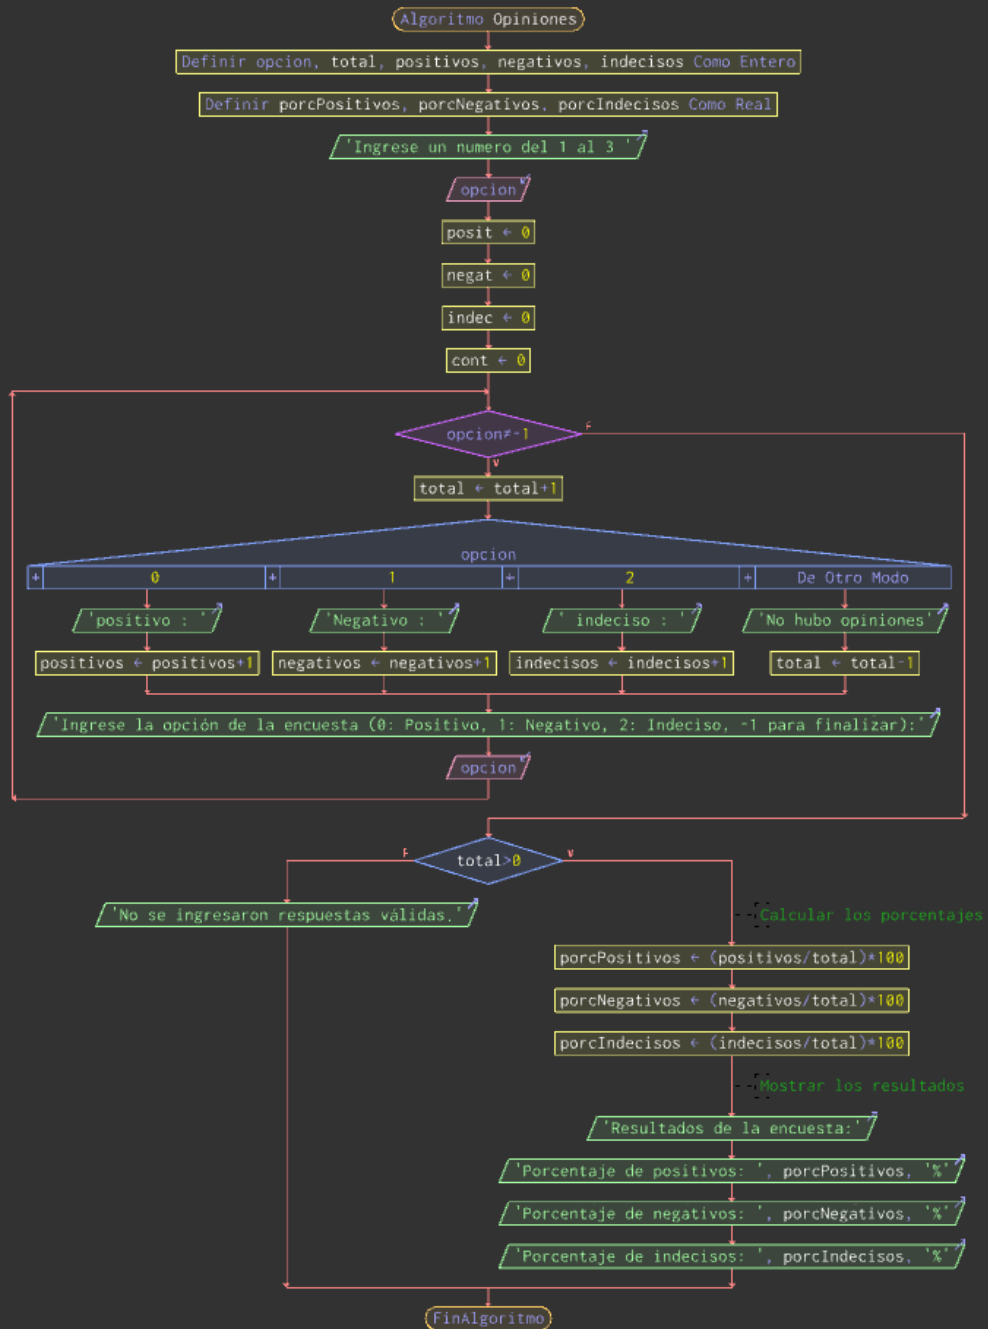 Algoritmo Opiniones
Definir opcion, total, positivos, negativos, indecisos Como Entero
Definir porcPositivos, porcNegativos, porcIndecisos Como Real
'Ingrese un numero del 1 al 3 '
opcion
posit ← 0
negat ← 0
indec ← 0
cont ← 0
opcion≠-1
F
V
total ← total+1
opcion
+ 0 + 1 + 2 + De Otro Modo
'positivo : ' 'Negativo : ' ' indeciso : ' 'No hubo opiniones'
positivos ← positivos+1 negativos ← negativos+1 indecisos ← indecisos+1 total ← total-1
'Ingrese la opción de la encuesta (0: Positivo, 1: Negativo, 2: Indeciso, -1 para finalizar):'
opcion
F total>0 V
'No se ingresaron respuestas válidas.' Calcular los porcentajes
porcPositivos ← (positivos/total)*100
porcNegativos ← (negativos/total)*100
porcIndecisos ← (indecisos/total)*100
Mostrar los resultados
'Resultados de la encuesta:'
'Porcentaje de positivos: ', porcPositivos, '%'
'Porcentaje de negativos: ', porcNegativos, '%'
'Porcentaje de indecisos: ', porcIndecisos, '%'
FinAlgoritmo